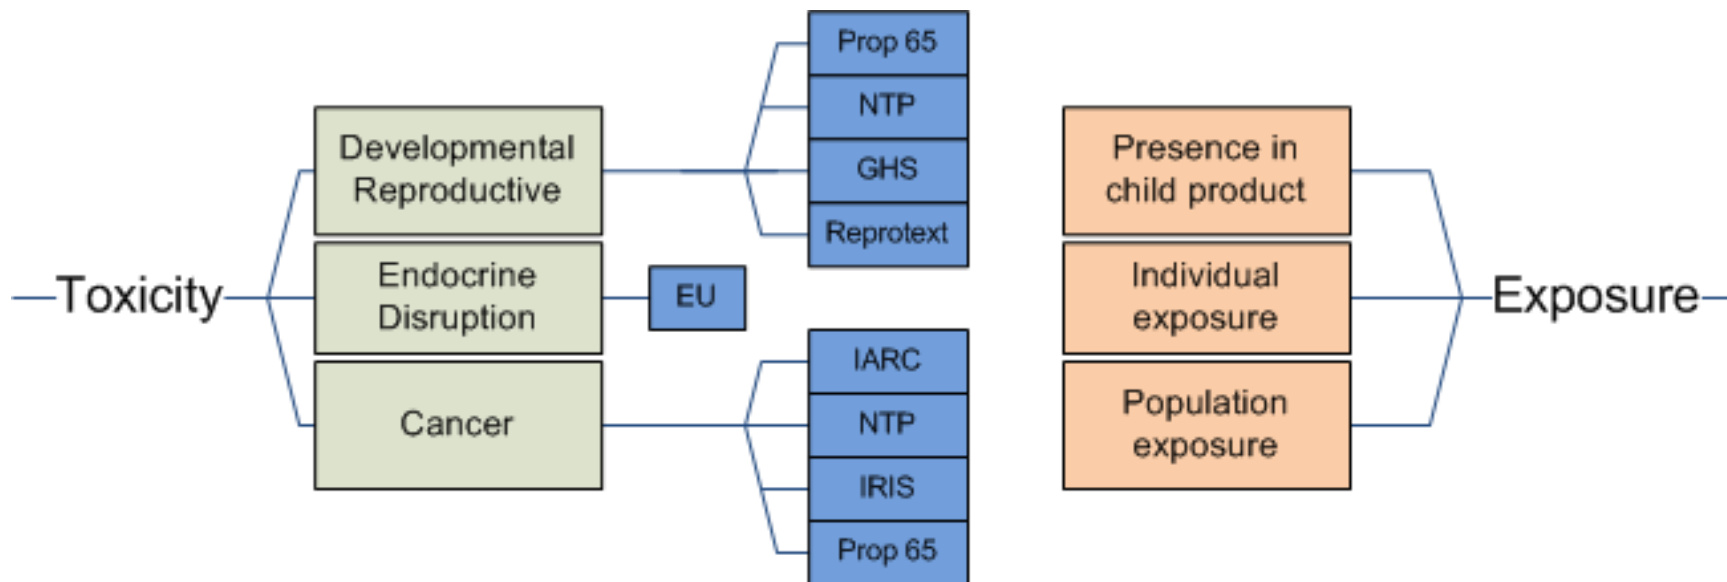 Toxicity
Developmental
Reproductive
Endocrine
Disruption
Cancer
Prop 65
NTP
GHS
Reprotext
EU
IARC
NTP
IRIS
Prop 65
Presence in
child product
Individual
exposure
Population
exposure
Exposure